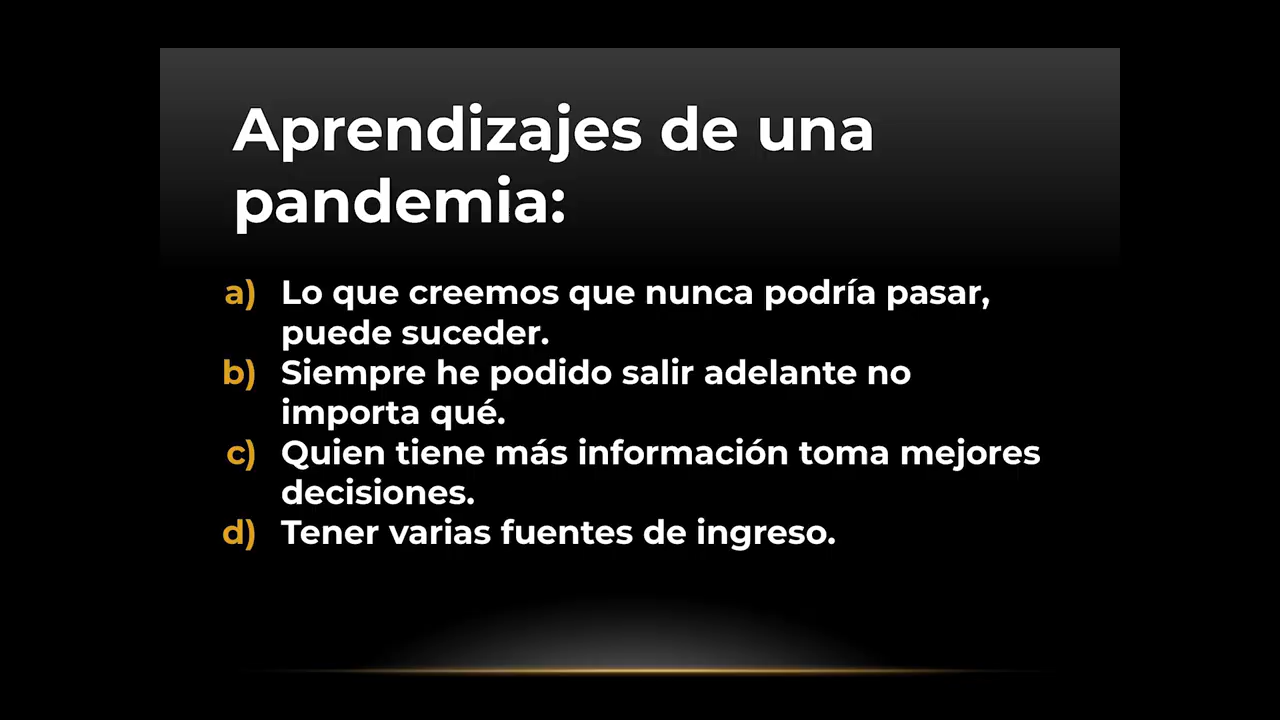 Aprendizajes de una
pandemia:
a) Lo que creemos que nunca podría pasar,
puede suceder.
b) Siempre he podido salir adelante no
importa qué.
c) Quien tiene más información toma mejores
decisiones.
d) Tener varias fuentes de ingreso.